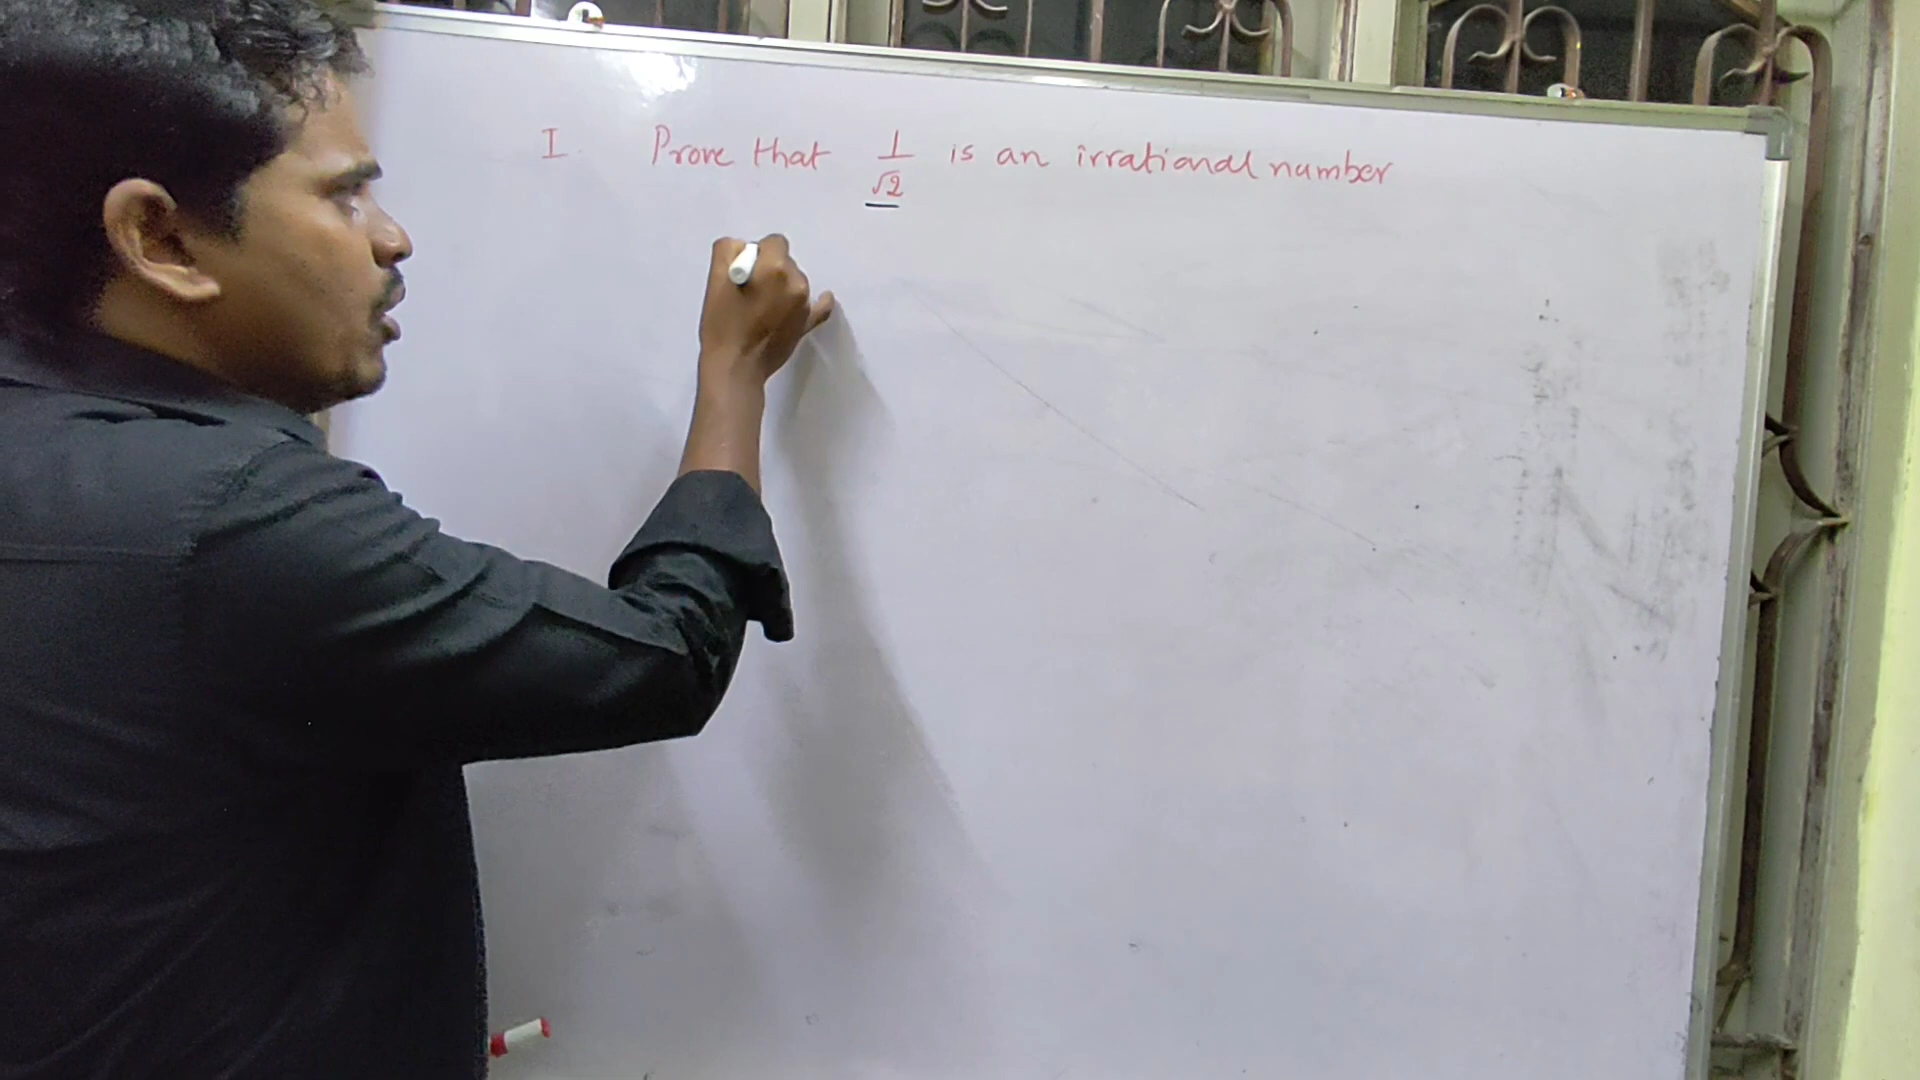 I. Prove that 1/√2 is an irrational number